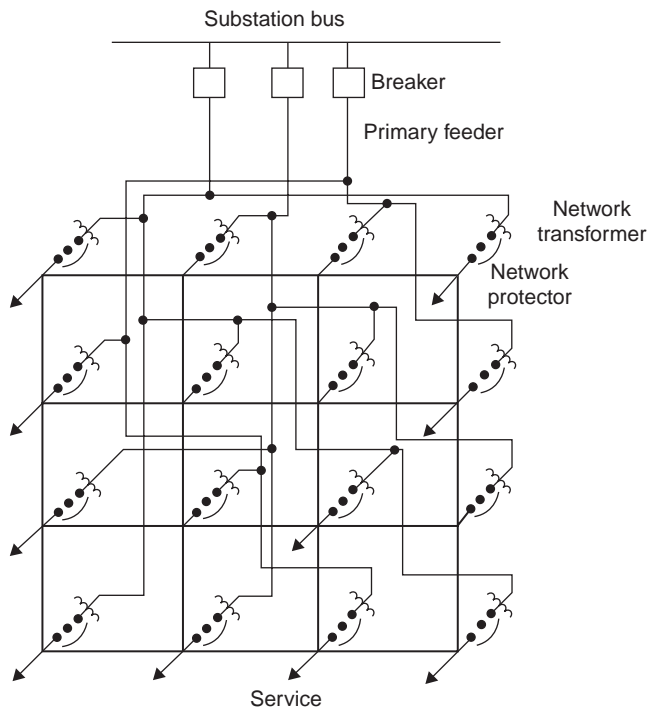 Substation bus
Breaker
Primary feeder
Network
transformer
Network
protector
Service